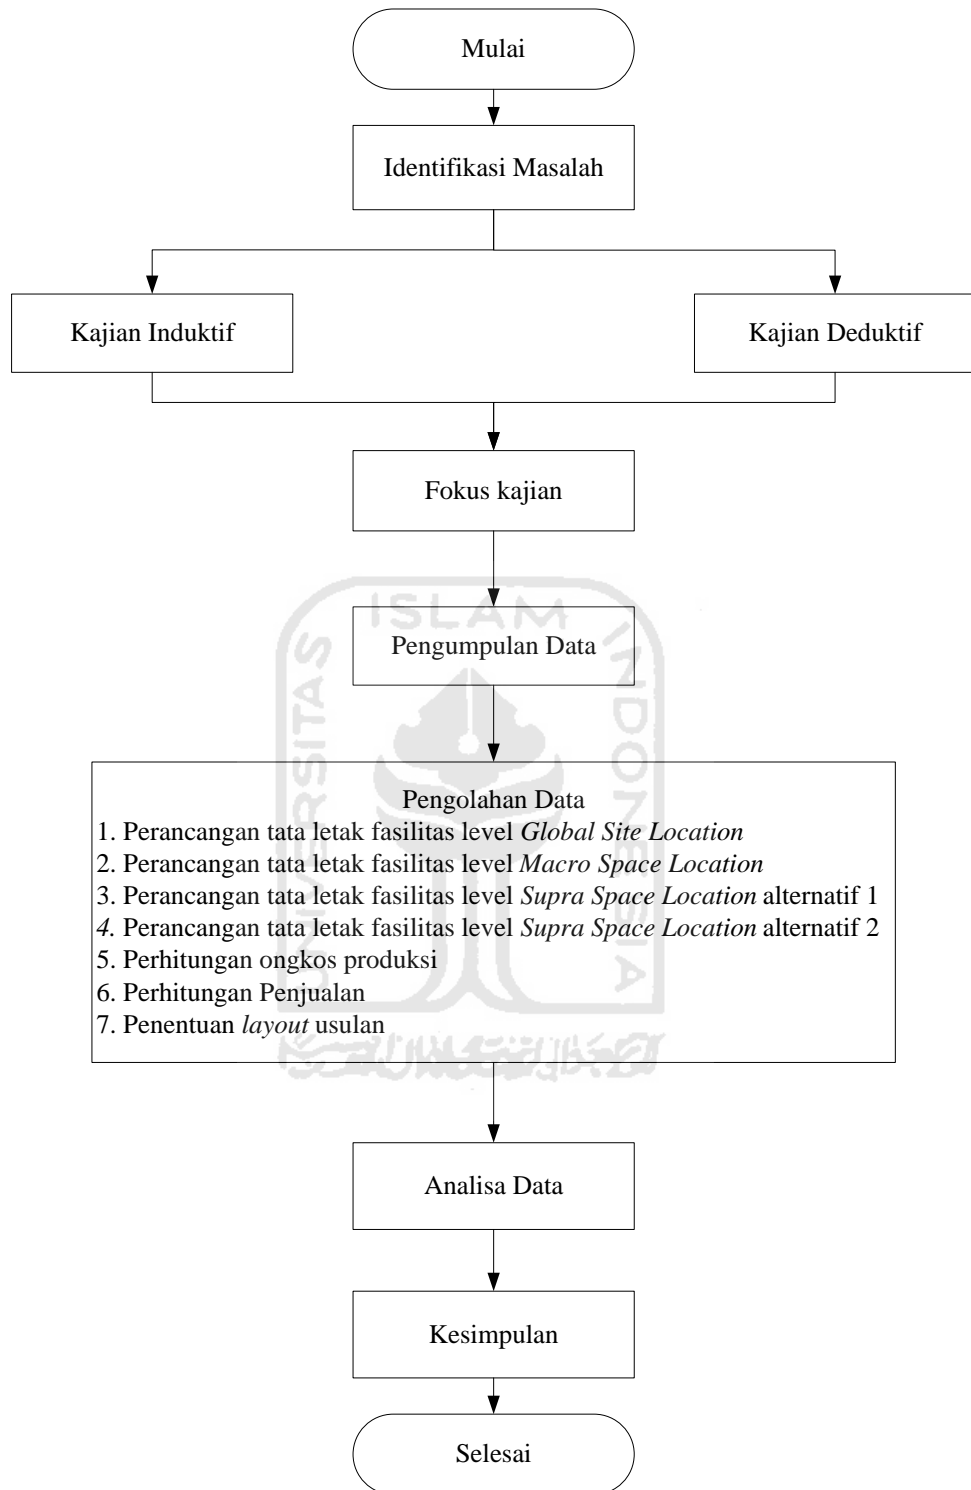 Mulai
Identifikasi Masalah
Kajian Induktif
Kajian Deduktif
Fokus kajian
Pengumpulan Data
Pengolahan Data
1. Perancangan tata letak fasilitas level Global Site Location
2. Perancangan tata letak fasilitas level Macro Space Location
3. Perancangan tata letak fasilitas level Supra Space Location alternatif 1
4. Perancangan tata letak fasilitas level Supra Space Location alternatif 2
5. Perhitungan ongkos produksi
6. Perhitungan Penjualan
7. Penentuan layout usulan
Analisa Data
Kesimpulan
Selesai
UNIVERSITAS
ISLAM
INDONESIA